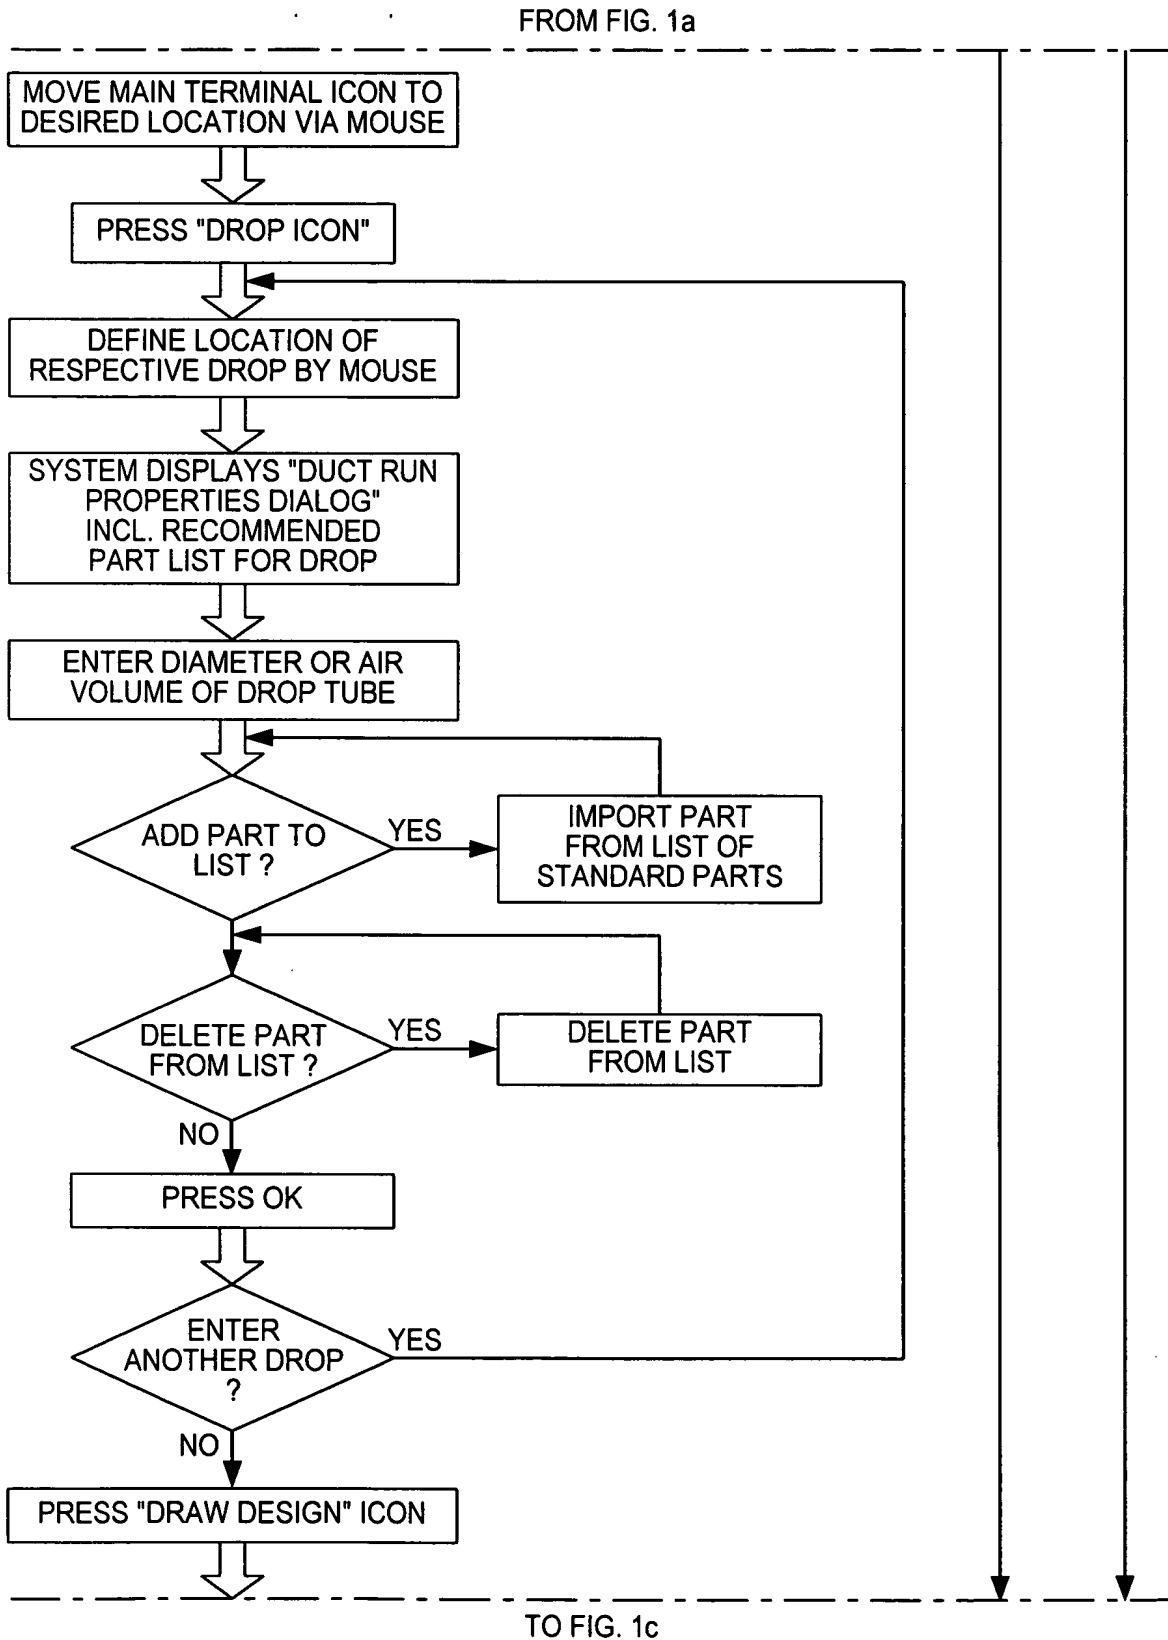 FROM FIG. 1a
MOVE MAIN TERMINAL ICON TO
DESIRED LOCATION VIA MOUSE
PRESS "DROP ICON"
DEFINE LOCATION OF
RESPECTIVE DROP BY MOUSE
SYSTEM DISPLAYS "DUCT RUN
PROPERTIES DIALOG"
INCL. RECOMMENDED
PART LIST FOR DROP
ENTER DIAMETER OR AIR
VOLUME OF DROP TUBE
ADD PART TO
LIST ?
YES
IMPORT PART
FROM LIST OF
STANDARD PARTS
DELETE PART
FROM LIST ?
YES
DELETE PART
FROM LIST
NO
PRESS OK
ENTER
ANOTHER DROP
?
YES
NO
PRESS "DRAW DESIGN" ICON
TO FIG. 1c